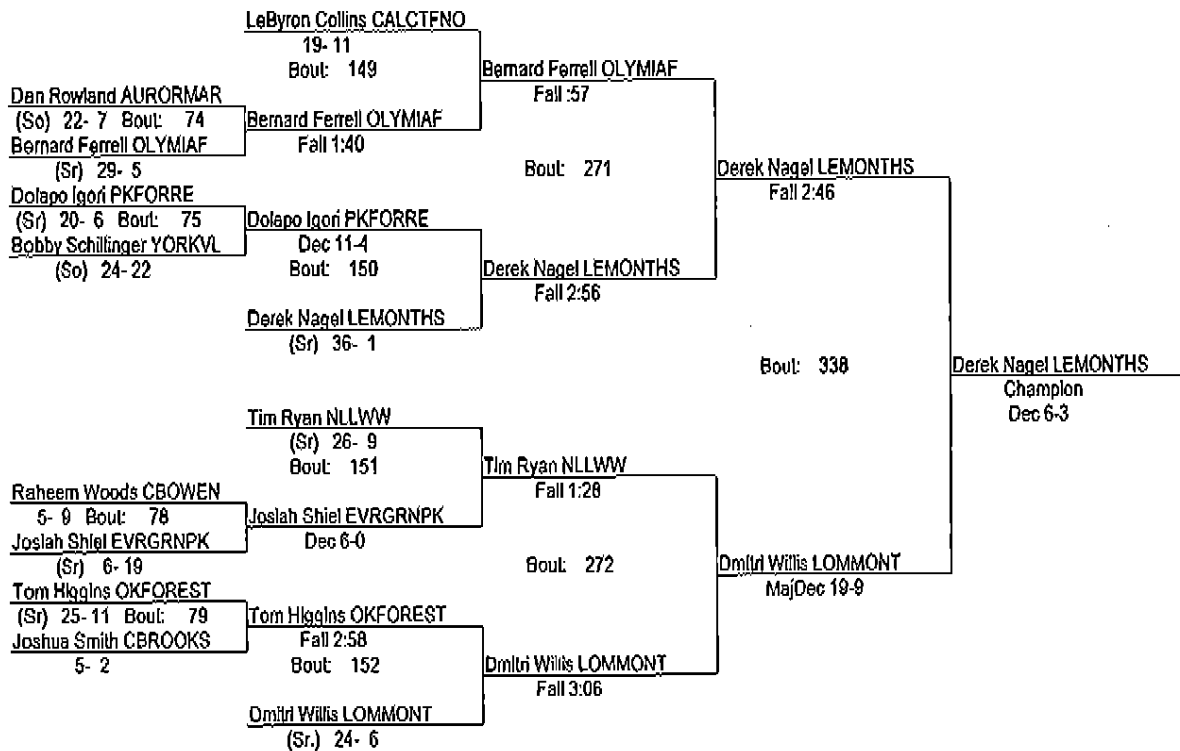 LeByron Collins CALCTFNO
19- 11
Bout: 149
Bernard Ferrell OLYMIAF
Fall :57
Dan Rowland AURORMAR
(So) 22- 7 Bout: 74
Bernard Ferrell OLYMIAF
Fall 1:40
Bernard Ferrell OLYMIAF
(Sr) 29- 5
Bout: 271
Derek Nagel LEMONTHS
Fall 2:46
Dolapo Igori PKFORRE
(Sr) 20- 6 Bout: 75
Dolapo Igori PKFORRE
Dec 11-4
Bobby Schillinger YORKVL
(So) 24- 22
Bout: 150
Derek Nagel LEMONTHS
Fall 2:56
Derek Nagel LEMONTHS
(Sr) 36- 1
Bout: 338
Derek Nagel LEMONTHS
Champion
Dec 6-3
Tim Ryan NLLWW
(Sr) 26- 9
Bout: 151
Tim Ryan NLLWW
Fall 1:28
Raheem Woods CBOWEN
5- 9 Bout: 78
Josiah Shiel EVRGRNPK
Dec 6-0
Josiah Shiel EVRGRNPK
(Sr) 6- 19
Bout: 272
Dmitri Willis LOMMONT
MajDec 19-9
Tom Higgins OKFOREST
(Sr) 25- 11 Bout: 79
Tom Higgins OKFOREST
Fall 2:58
Joshua Smith CBROOKS
5- 2
Bout: 152
Dmitri Willis LOMMONT
Fall 3:06
Dmitri Willis LOMMONT
(Sr.) 24- 6